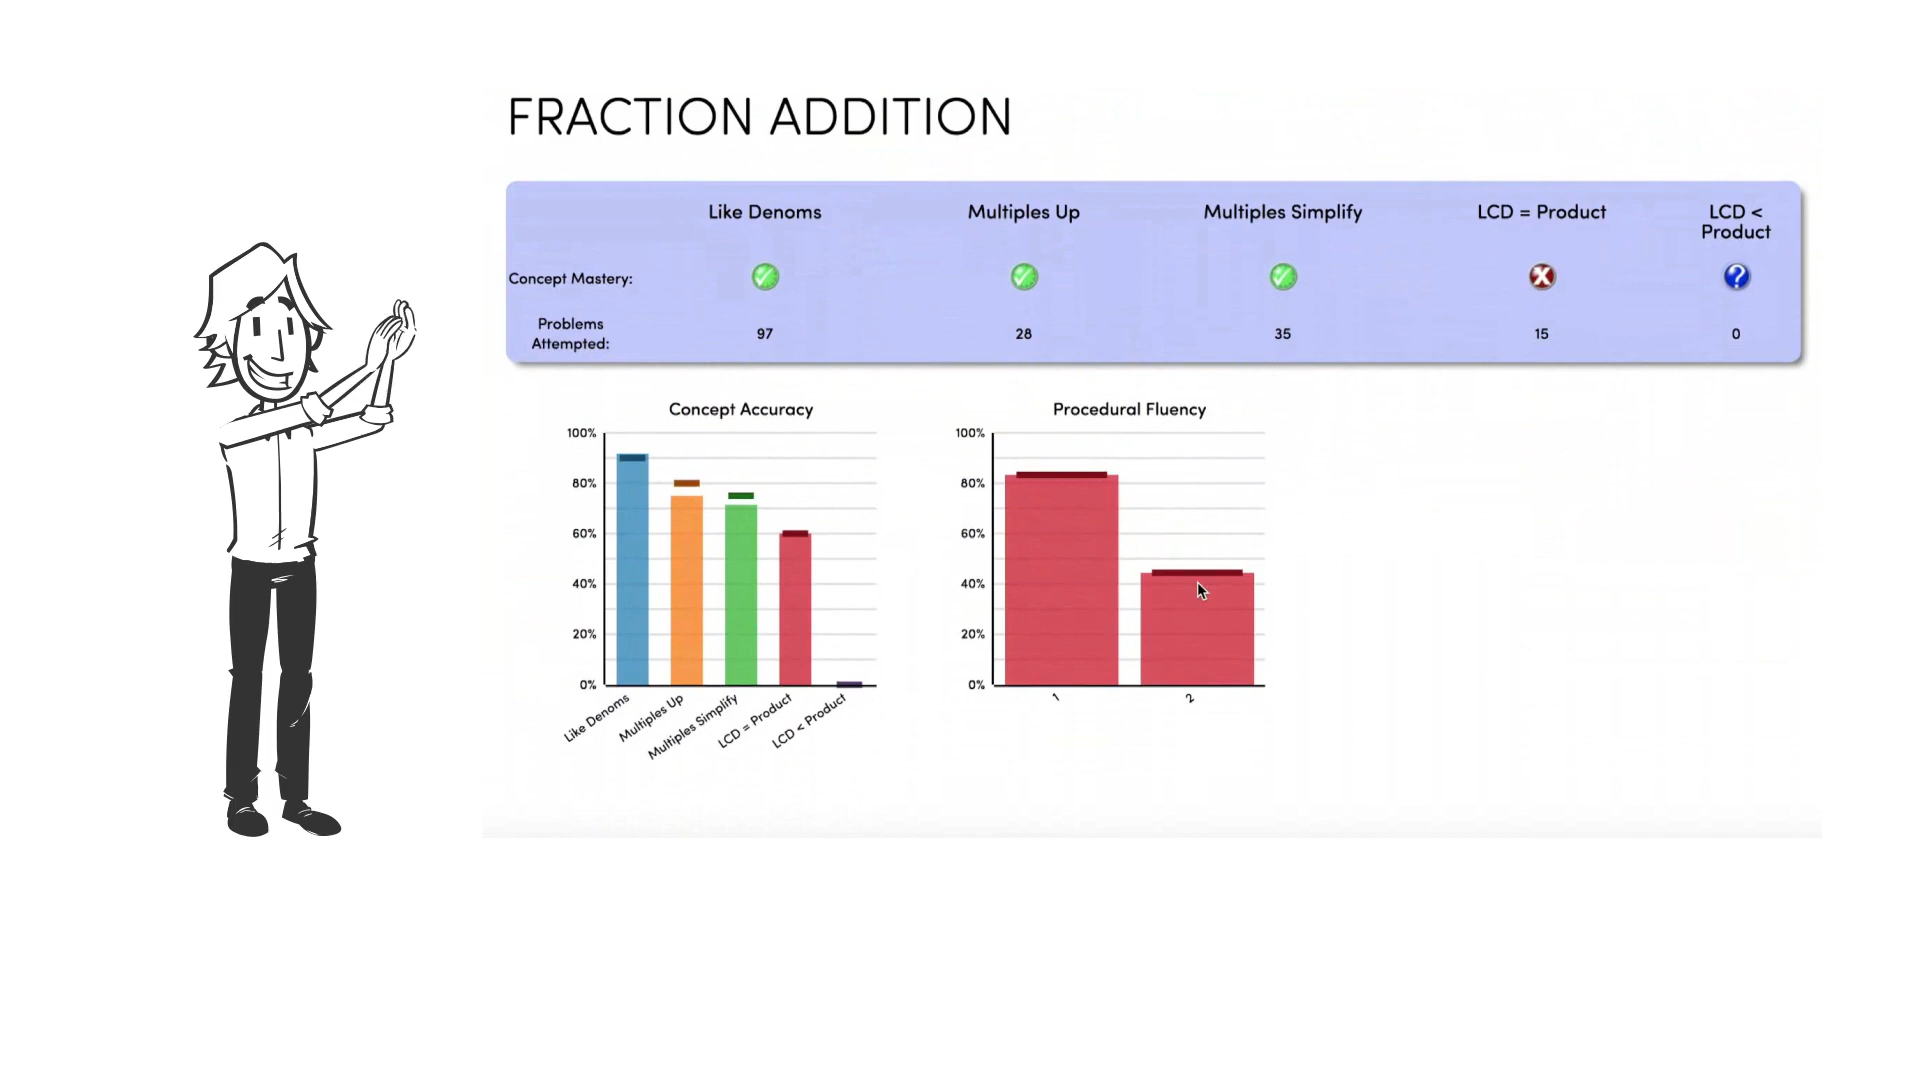 FRACTION ADDITION
Like Denoms Multiples Up Multiples Simplify LCD = Product LCD <
Product
Concept Mastery:
Problems
Attempted: 97 28 35 15 0
Concept Accuracy
100%
80%
60%
40%
20%
0%
Like Denoms
Multiples Up
Multiples Simplify
LCD = Product
LCD < Product
Procedural Fluency
100%
80%
60%
40%
20%
0%
1
2